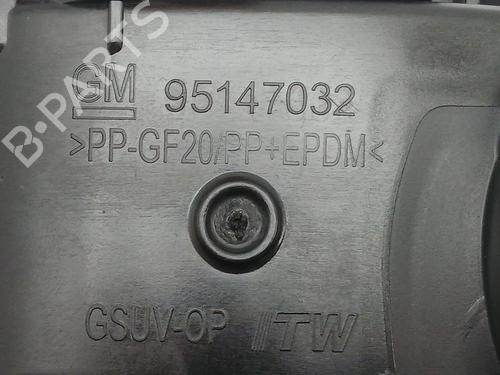 B-PARTS
GM 95147032
>PP-GF20/PP+EPDM<
GSUV-OP ITW